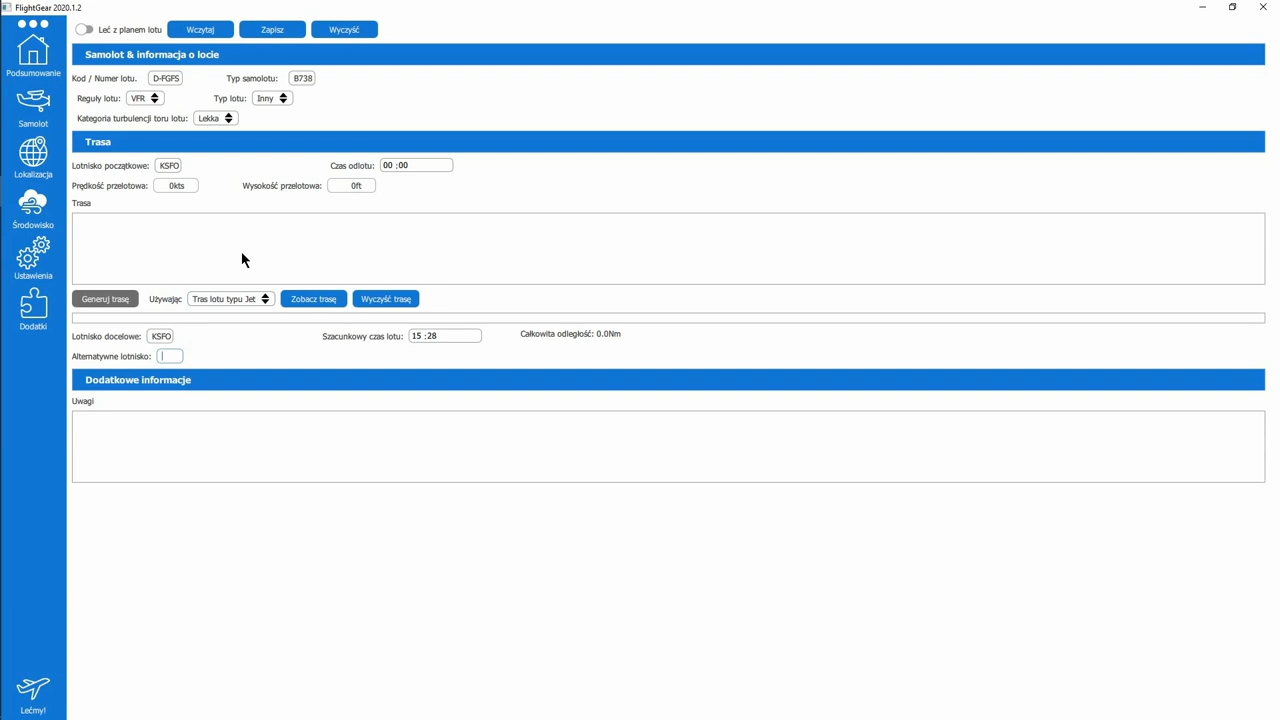 FlightGear 2020.1.2
Podsumowanie
Samolot
Lokalizacja
Środowisko
Ustawienia
Dodatki
Lećmy!
Leć z planem lotu Wczytaj Zapisz Wyczyść
Samolot & informacja o locie
Kod / Numer lotu. D-FGFS Typ samolotu: B738
Reguły lotu: VFR Typ lotu: Inny
Kategoria turbulencji toru lotu: Lekka
Trasa
Lotnisko początkowe: KSFO Czas odlotu: 00 :00
Prędkość przelotowa: 0kts Wysokość przelotowa: 0ft
Trasa
Generuj trasę Używając Tras lotu typu Jet Zobacz trasę Wyczyść trasę
Lotnisko docelowe: KSFO Szacunkowy czas lotu: 15 :28 Całkowita odległość: 0.0Nm
Alternatywne lotnisko:
Dodatkowe informacje
Uwagi